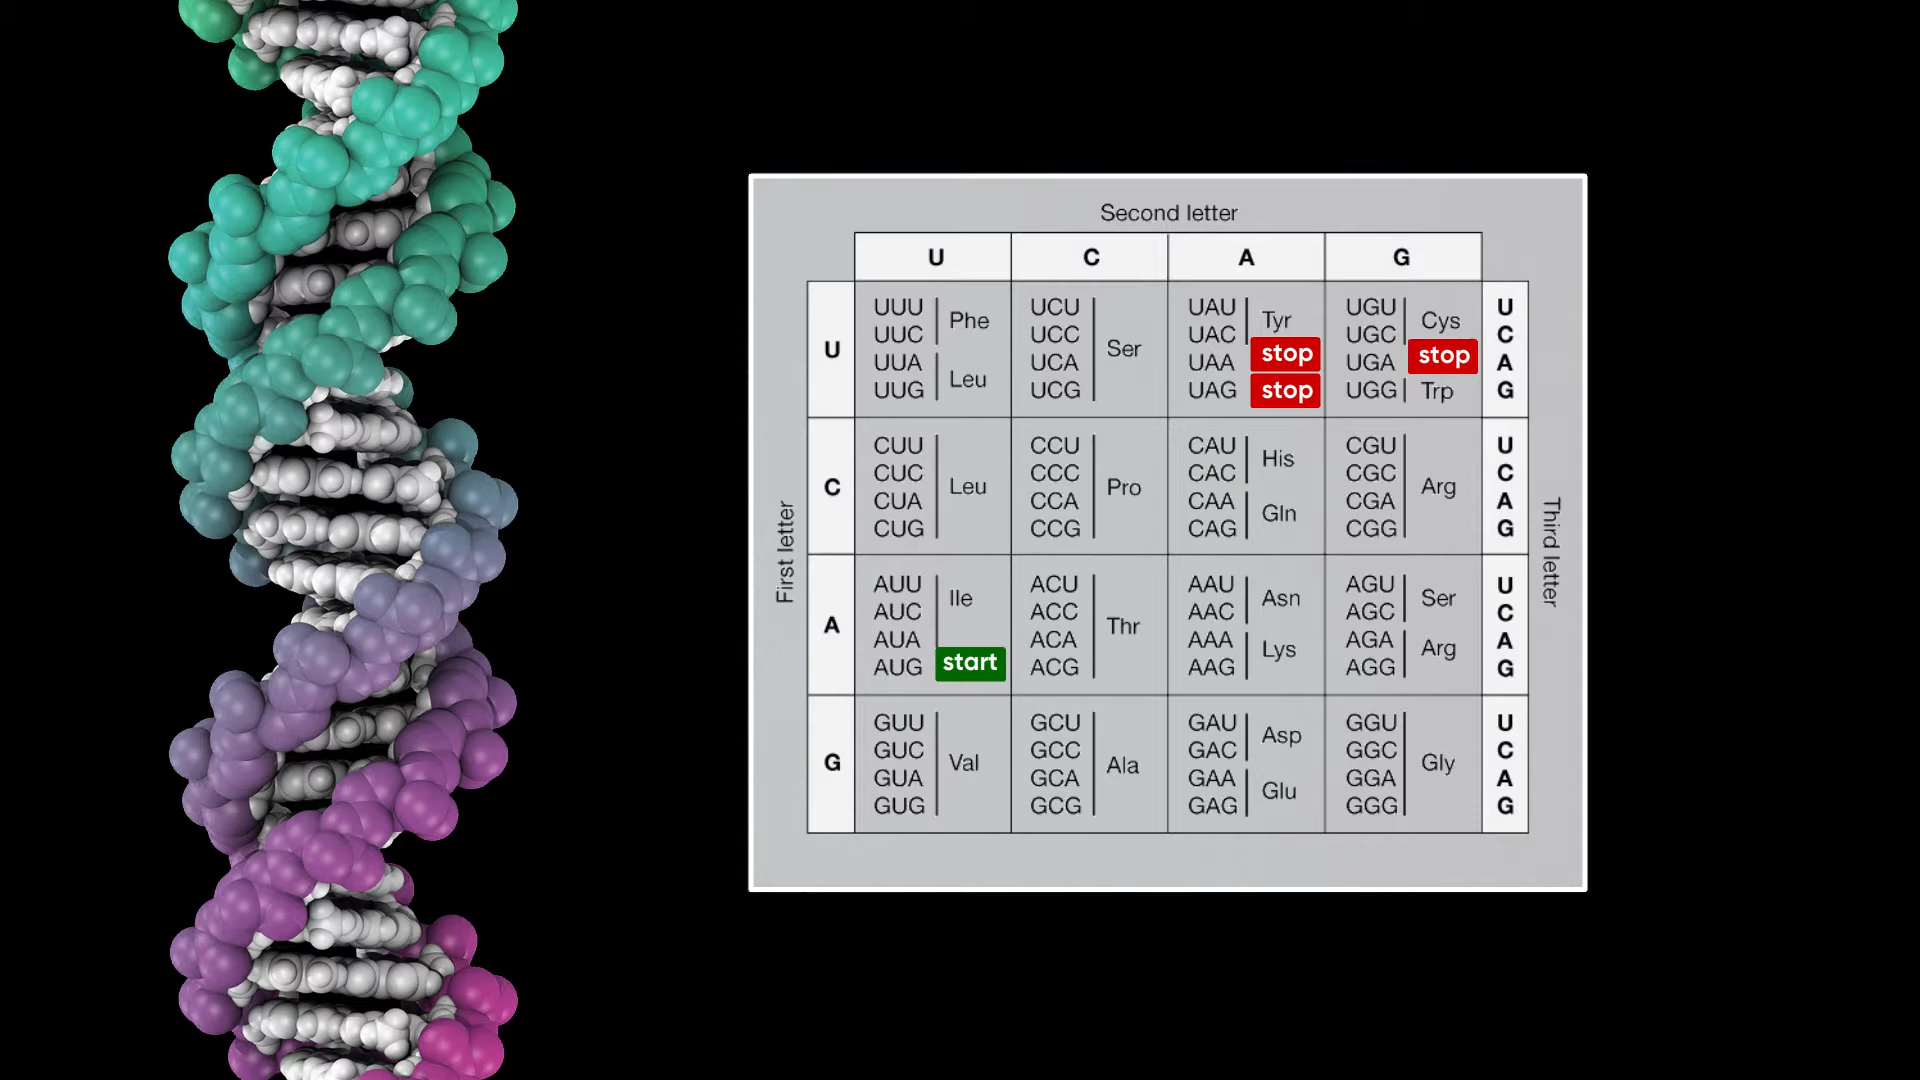 Second letter
U C A G
First letter
Third letter
U
UUU
UUC
UUA
UUG
Phe
Leu
UCU
UCC
UCA
UCG
Ser
UAU
UAC
UAA
UAG
Tyr
stop
stop
UGU
UGC
UGA
UGG
Cys
stop
Trp
U
C
A
G
C
CUU
CUC
CUA
CUG
Leu
CCU
CCC
CCA
CCG
Pro
CAU
CAC
CAA
CAG
His
Gln
CGU
CGC
CGA
CGG
Arg
U
C
A
G
A
AUU
AUC
AUA
AUG
Ile
start
ACU
ACC
ACA
ACG
Thr
AAU
AAC
AAA
AAG
Asn
Lys
AGU
AGC
AGA
AGG
Ser
Arg
U
C
A
G
G
GUU
GUC
GUA
GUG
Val
GCU
GCC
GCA
GCG
Ala
GAU
GAC
GAA
GAG
Asp
Glu
GGU
GGC
GGA
GGG
Gly
U
C
A
G